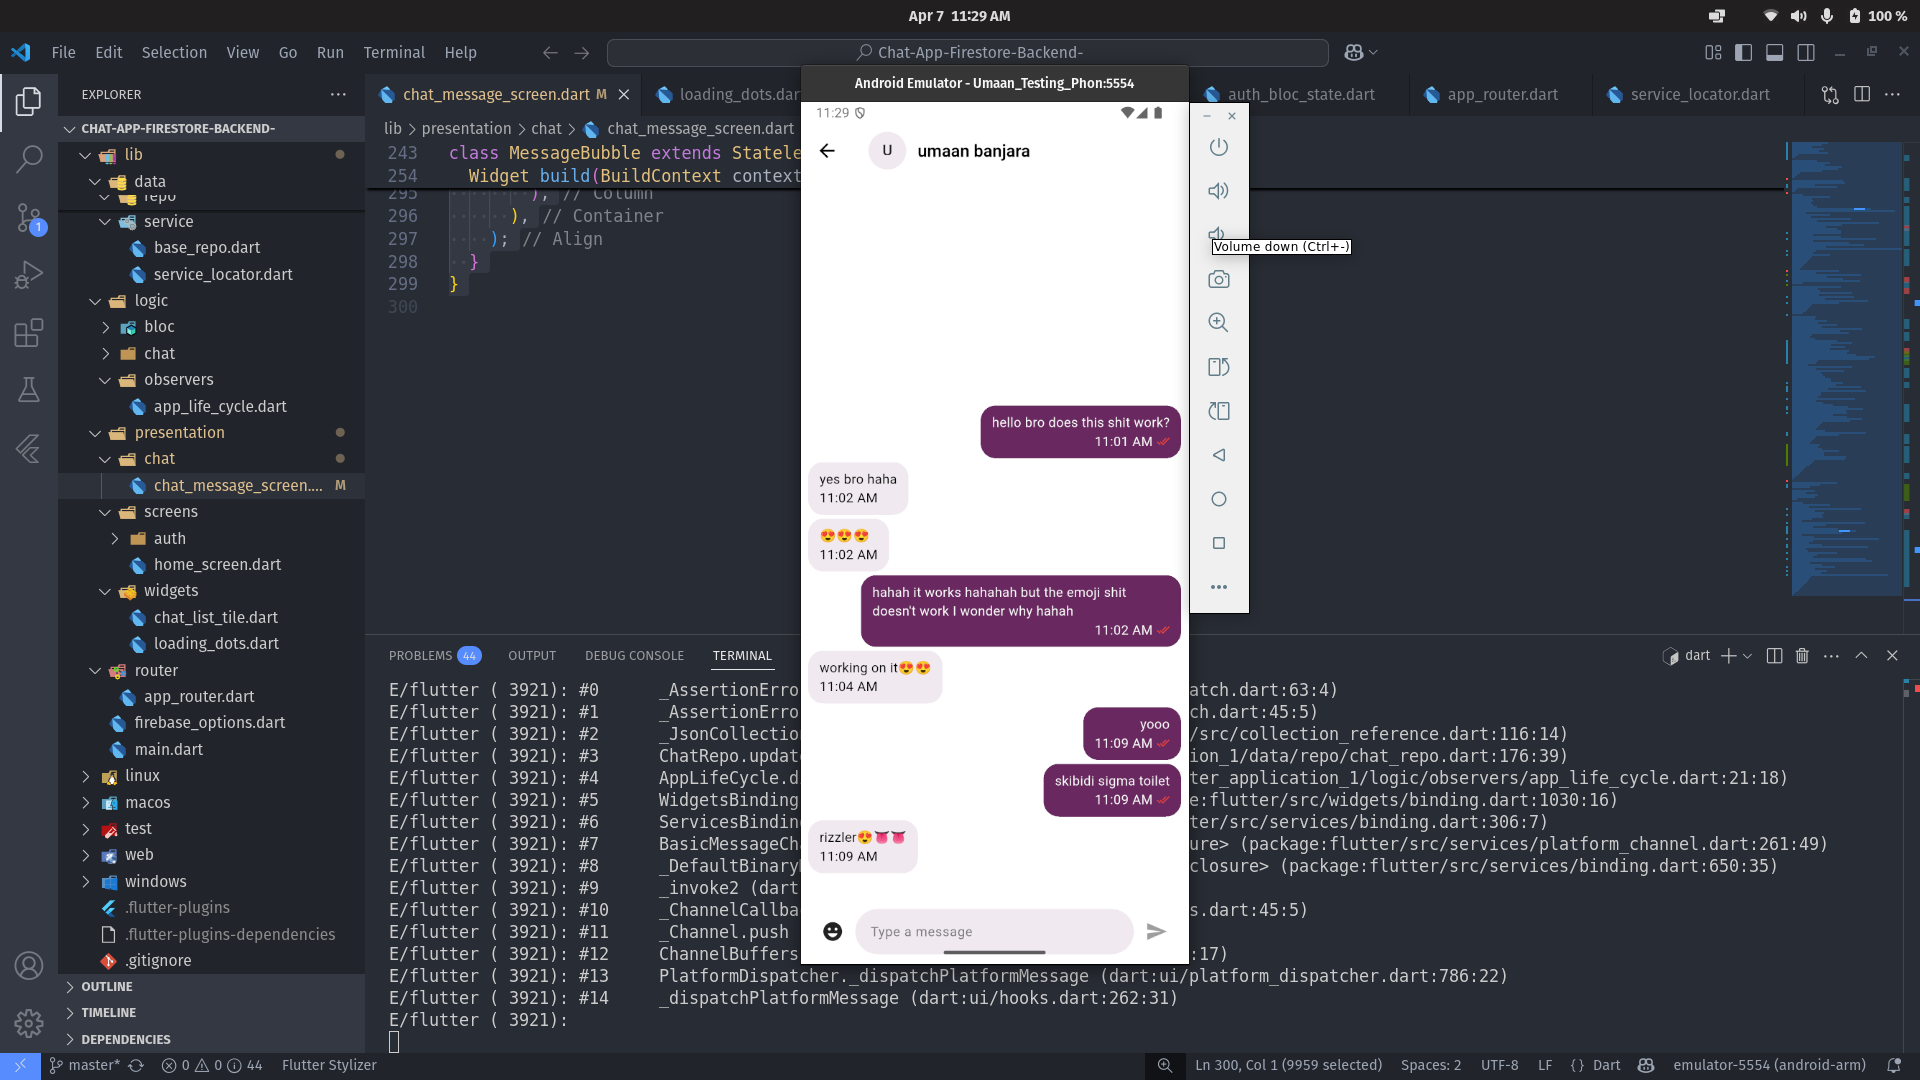 Apr 7 11:29 AM
100 %
File Edit Selection View Go Run Terminal Help
Chat-App-Firestore-Backend-
Android Emulator - Umaan_Testing_Phon:5554
EXPLORER
CHAT-APP-FIRESTORE-BACKEND-
lib
data
repo
service
base_repo.dart
service_locator.dart
logic
bloc
chat
observers
app_life_cycle.dart
presentation
chat
chat_message_screen.... M
screens
auth
home_screen.dart
widgets
chat_list_tile.dart
loading_dots.dart
router
app_router.dart
firebase_options.dart
main.dart
linux
macos
test
web
windows
.flutter-plugins
.flutter-plugins-dependencies
.gitignore
OUTLINE
TIMELINE
DEPENDENCIES
1
chat_message_screen.dart M
loading_dots.dar
auth_bloc_state.dart
app_router.dart
service_locator.dart
lib > presentation > chat > chat_message_screen.dart
243 class MessageBubble extends Statele
254 Widget build(BuildContext context
295 ), // Column
296 ), // Container
297 ); // Align
298 }
299 }
300
11:29
U
umaan banjara
hello bro does this shit work?
11:01 AM
yes bro haha
11:02 AM
😍😍😍
11:02 AM
hahah it works hahahah but the emoji shit
doesn't work I wonder why hahah
11:02 AM
working on it😍😍
11:04 AM
yooo
11:09 AM
skibidi sigma toilet
11:09 AM
rizzler😍👅👅
11:09 AM
Type a message
Volume down (Ctrl+-)
PROBLEMS 44 OUTPUT DEBUG CONSOLE TERMINAL
dart
E/flutter ( 3921): #0 _AssertionErro atch.dart:63:4)
E/flutter ( 3921): #1 _AssertionErro ch.dart:45:5)
E/flutter ( 3921): #2 _JsonCollection /src/collection_reference.dart:116:14)
E/flutter ( 3921): #3 ChatRepo.update ion_1/data/repo/chat_repo.dart:176:39)
E/flutter ( 3921): #4 AppLifeCycle.d ter_application_1/logic/observers/app_life_cycle.dart:21:18)
E/flutter ( 3921): #5 WidgetsBinding e:flutter/src/widgets/binding.dart:1030:16)
E/flutter ( 3921): #6 ServicesBindin ter/src/services/binding.dart:306:7)
E/flutter ( 3921): #7 BasicMessageCha ure> (package:flutter/src/services/platform_channel.dart:261:49)
E/flutter ( 3921): #8 _DefaultBinary closure> (package:flutter/src/services/binding.dart:650:35)
E/flutter ( 3921): #9 _invoke2 (dart
E/flutter ( 3921): #10 _ChannelCallba s.dart:45:5)
E/flutter ( 3921): #11 _Channel.push
E/flutter ( 3921): #12 ChannelBuffers :17)
E/flutter ( 3921): #13 PlatformDispatcher._dispatchPlatformMessage (dart:ui/platform_dispatcher.dart:786:22)
E/flutter ( 3921): #14 _dispatchPlatformMessage (dart:ui/hooks.dart:262:31)
E/flutter ( 3921):
master* 0 0 44 Flutter Stylizer
Ln 300, Col 1 (9959 selected) Spaces: 2 UTF-8 LF {} Dart emulator-5554 (android-arm)